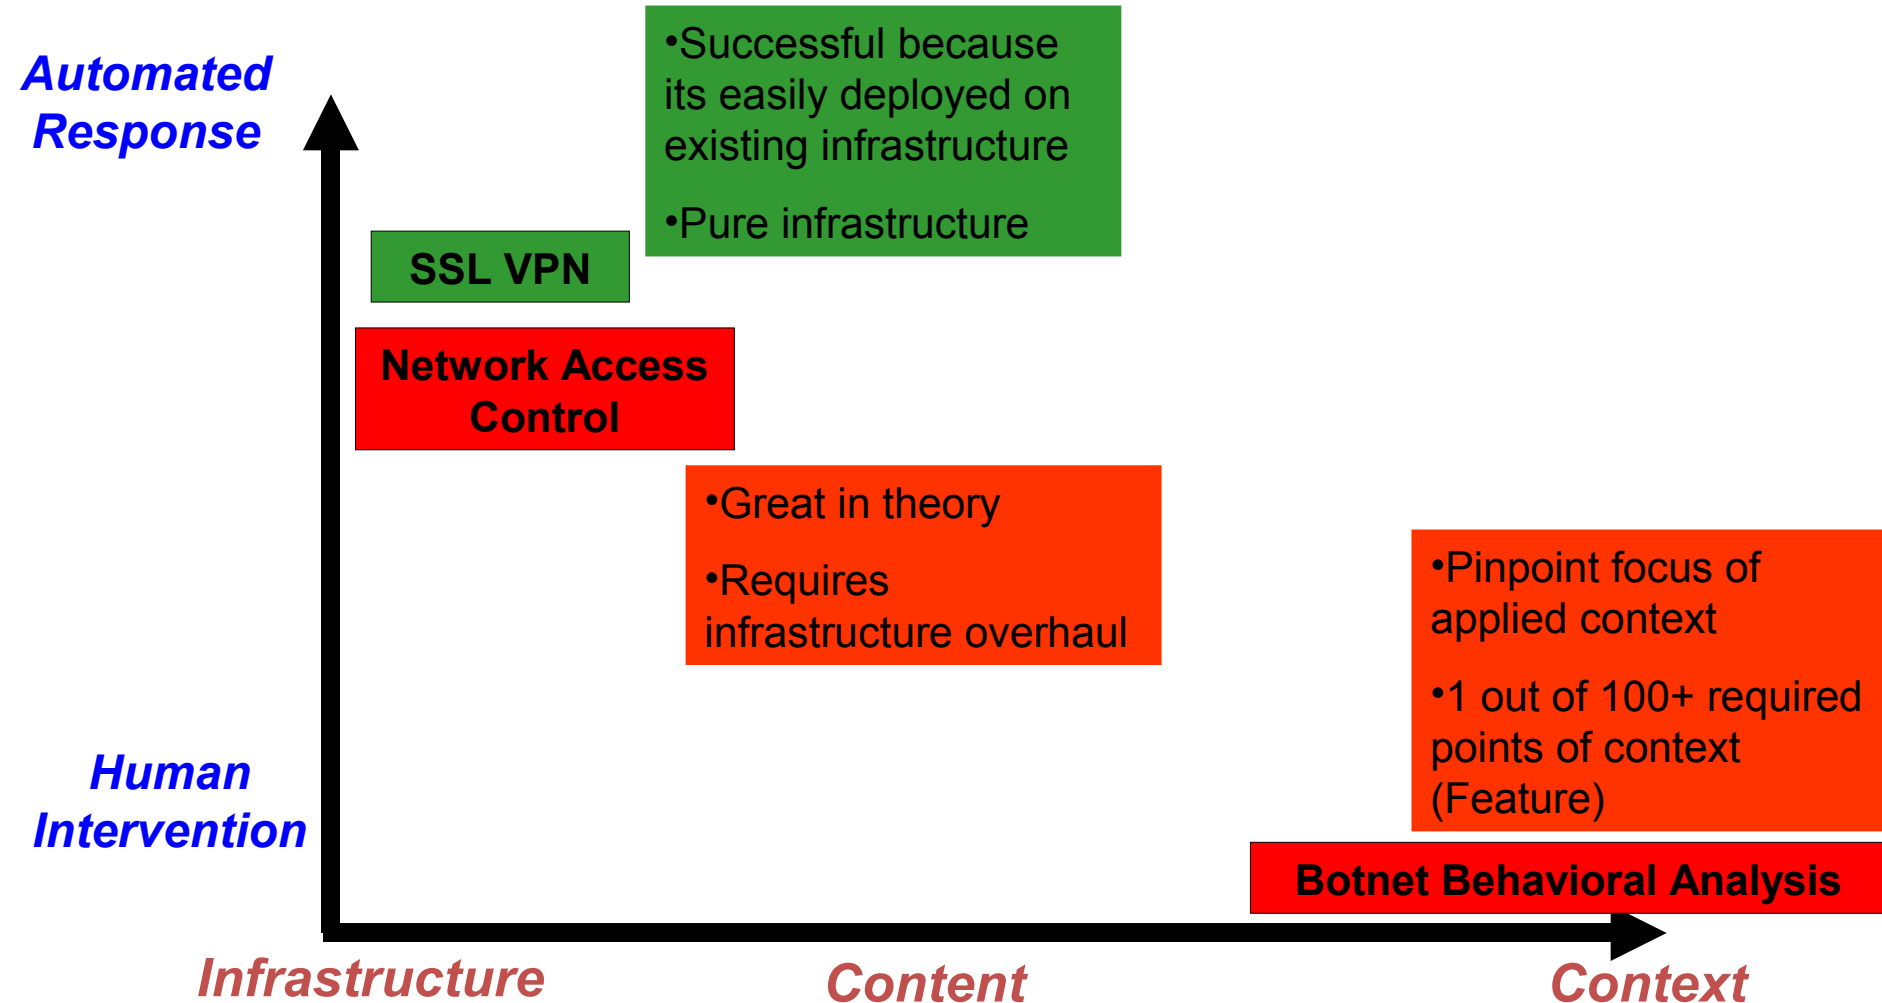 Automated
Response
•Successful because
its easily deployed on
existing infrastructure
•Pure infrastructure
SSL VPN
Network Access
Control
•Great in theory
•Requires
infrastructure overhaul
•Pinpoint focus of
applied context
•1 out of 100+ required
points of context
(Feature)
Human
Intervention
Botnet Behavioral Analysis
Infrastructure
Content
Context